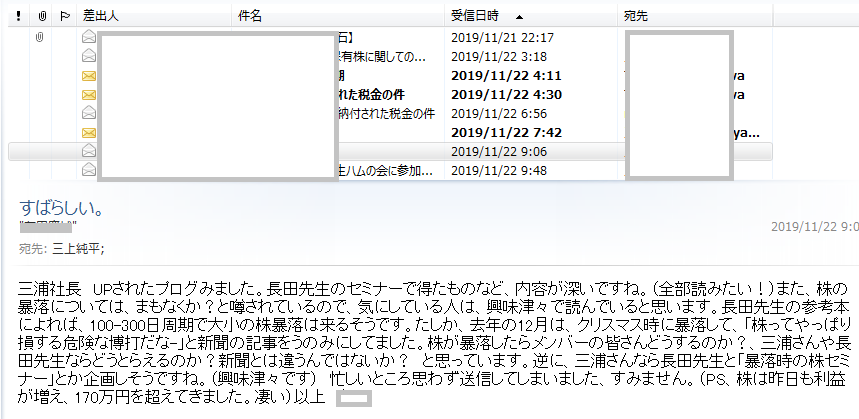 ! 差出人 件名 受信日時 宛先
石】 2019/11/21 22:17
有株に関しての... 2019/11/22 3:18
期 2019/11/22 4:11 ya
れた税金の件 2019/11/22 4:30 ya
納付された税金の件 2019/11/22 6:56
2019/11/22 7:42 ya...
2019/11/22 9:06
生ハムの会に参加... 2019/11/22 9:48
すばらしい。
2019/11/22 9:0
宛先: 三上純平;
三浦社長 UPされたブログみました。長田先生のセミナーで得たものなど、内容が深いですね。(全部読みたい!)また、株の
暴落については、まもなくか?と噂されているので、気にしている人は、興味津々で読んでいると思います。長田先生の参考本
によれば、100-300日周期で大小の株暴落は来るそうです。たしか、去年の12月は、クリスマス時に暴落して、「株ってやっぱり
損する危険な博打だな-」と新聞の記事をうのみにしてました。株が暴落したらメンバーの皆さんどうするのか?、三浦さんや長
田先生ならどうとらえるのか?新聞とは違うんではないか? と思っています。逆に、三浦さんなら長田先生と「暴落時の株セミ
ナー」とか企画しそうですね。(興味津々です) 忙しいところ思わず送信してしまいました、すみません。(PS、株は昨日も利益
が増え、170万円を超えてきました。凄い)以上